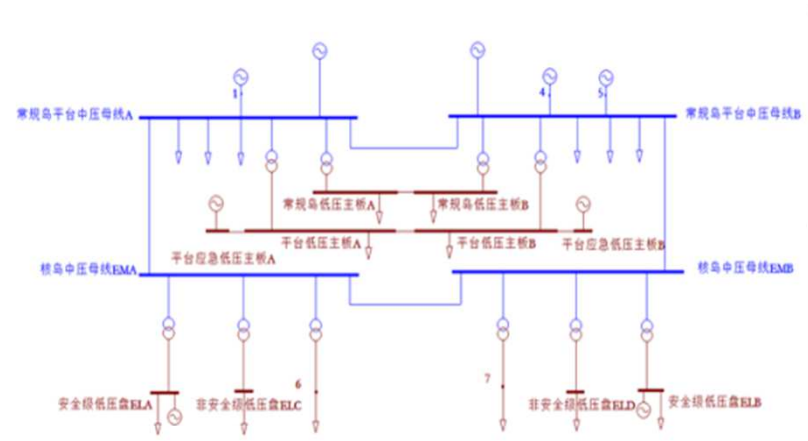 1
4
5
常规岛平台中压母线A
常规岛平台中压母线B
常规岛低压主板A
常规岛低压主板B
平台低压主板A
平台低压主板B
平台应急低压主板B
平台应急低压主板A
核岛中压母线EMA
核岛中压母线EMB
6
7
安全级低压盘ELA
非安全级低压盘ELC
非安全级低压盘ELD
安全级低压盘ELB